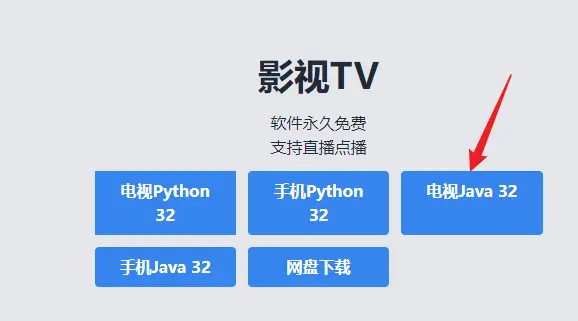 影视TV
软件永久免费
支持直播点播
电视Python
32
手机Python
32
电视Java 32
手机Java 32
网盘下载